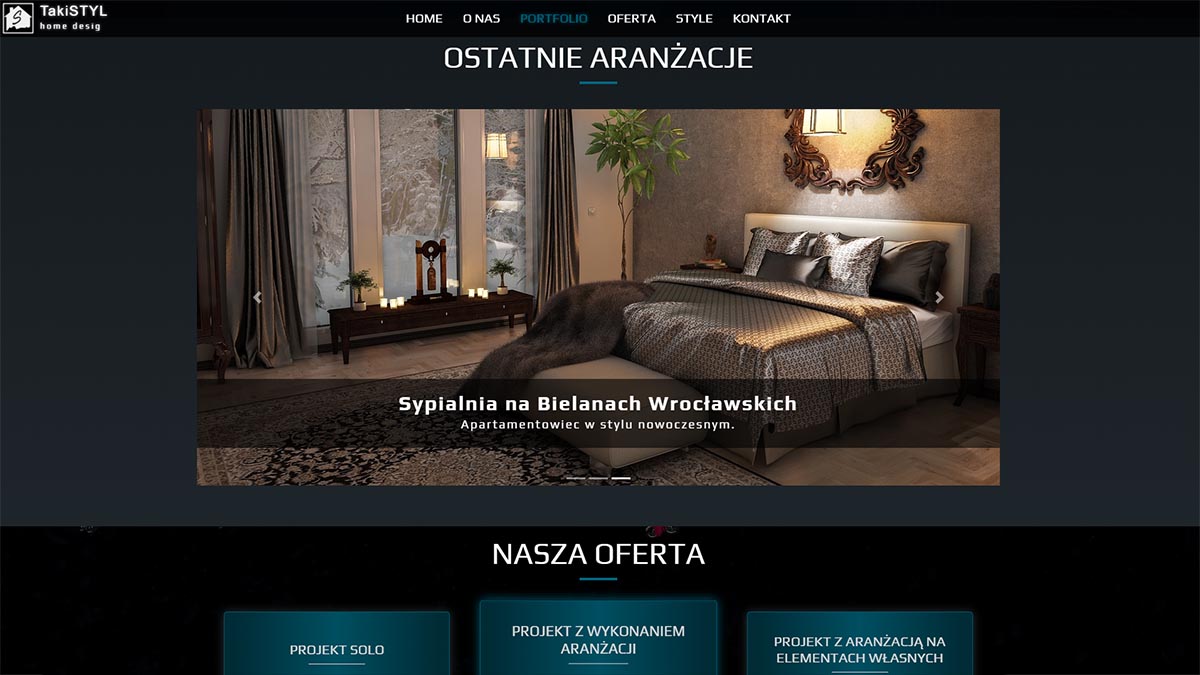 TakiSTYL
home desig
HOME O NAS PORTFOLIO OFERTA STYLE KONTAKT
OSTATNIE ARANŻACJE
Sypialnia na Bielanach Wrocławskich
Apartamentowiec w stylu nowoczesnym.
NASZA OFERTA
PROJEKT SOLO
PROJEKT Z WYKONANIEM
ARANŻACJI
PROJEKT Z ARANŻACJĄ NA
ELEMENTACH WŁASNYCH